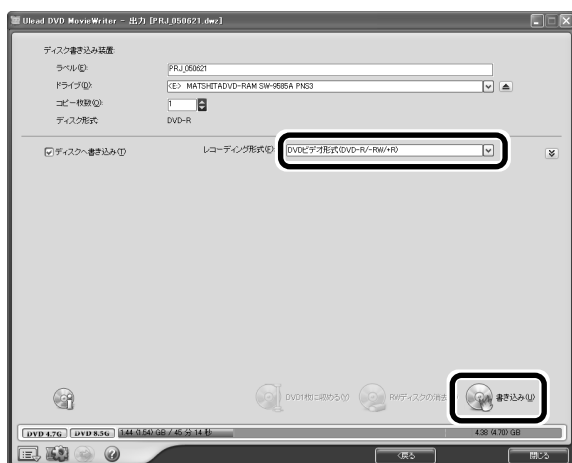 Ulead DVD MovieWriter - 出力 [PRJ_050621.dwz]
ディスク書き込み装置:
ラベル(E): PRJ_050621
ドライブ(D): <E> MATSHITADVD-RAM SW-9585A PNS3
コピー枚数(O): 1
ディスク形式: DVD-R
ディスクへ書き込み(T) レコーディング形式(F): DVDビデオ形式(DVD-R/-RW/+R)
DVD1枚に収める(Y) RWディスクの消去 書き込み(U)
DVD 4.7G DVD 8.5G 1.44 (1.54) GB / 45 分 14 秒 4.38 (4.70) GB
<戻る 閉じる